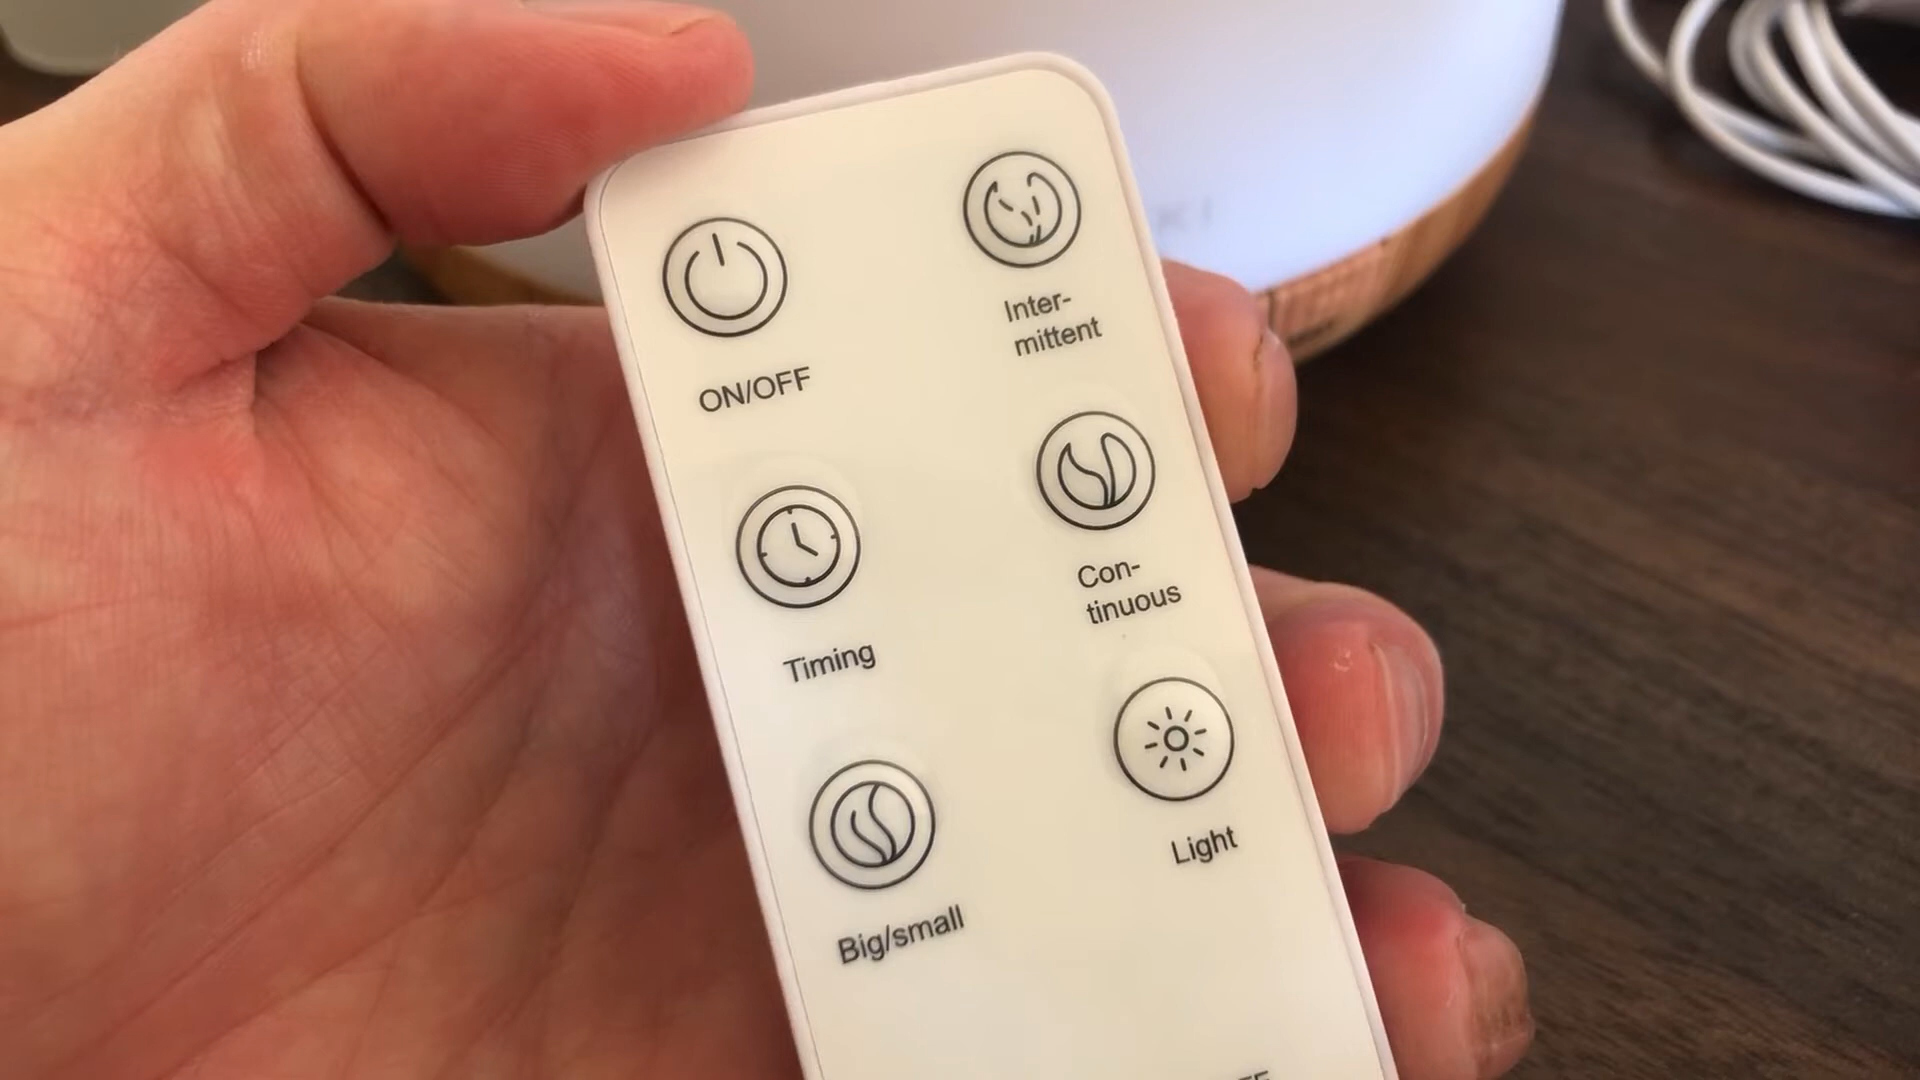 ON/OFF
Inter-
mittent
Timing
Con-
tinuous
Big/small
Light